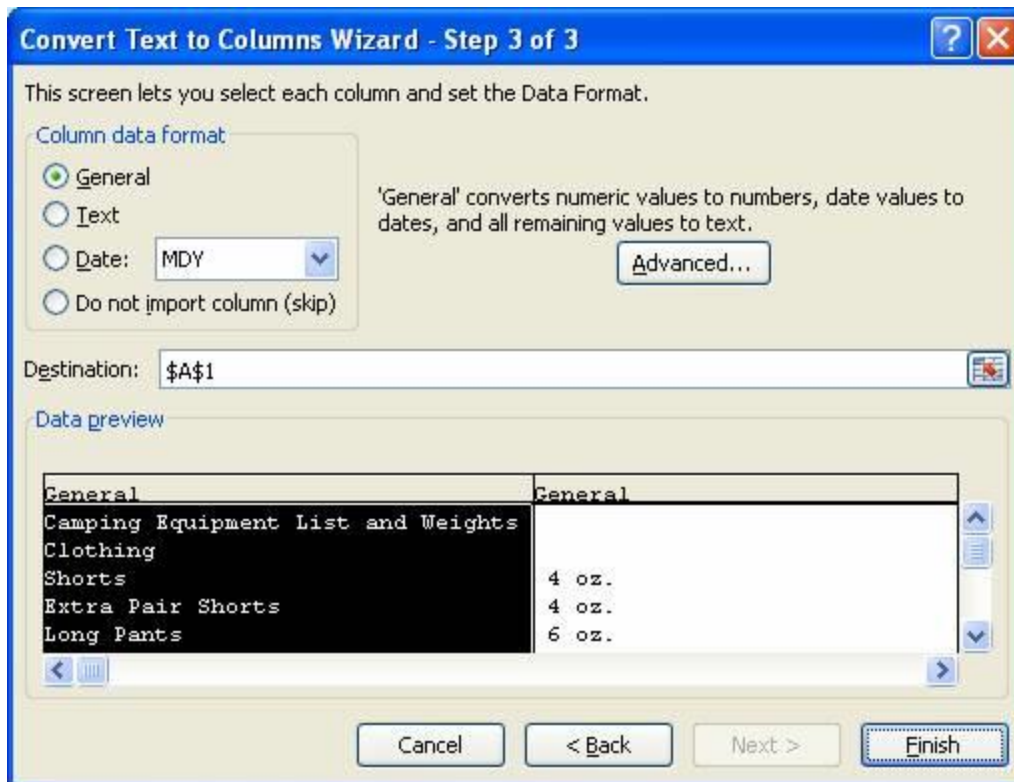 Convert Text to Columns Wizard - Step 3 of 3
This screen lets you select each column and set the Data Format.
Column data format
General
Text
Date: MDY
Do not import column (skip)
'General' converts numeric values to numbers, date values to
dates, and all remaining values to text.
Advanced...
Destination: $A$1
Data preview
General General
Camping Equipment List and Weights
Clothing
Shorts 4 oz.
Extra Pair Shorts 4 oz.
Long Pants 6 oz.
Cancel < Back Next > Finish